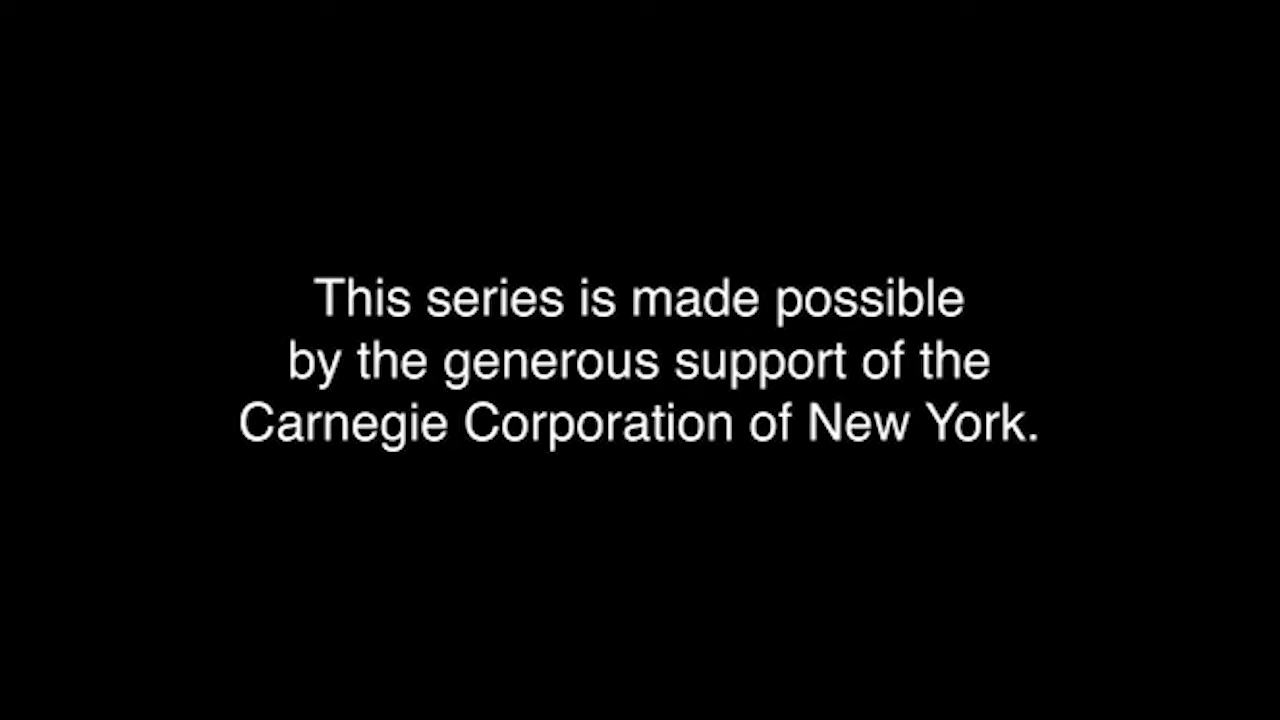 This series is made possible
by the generous support of the
Carnegie Corporation of New York.